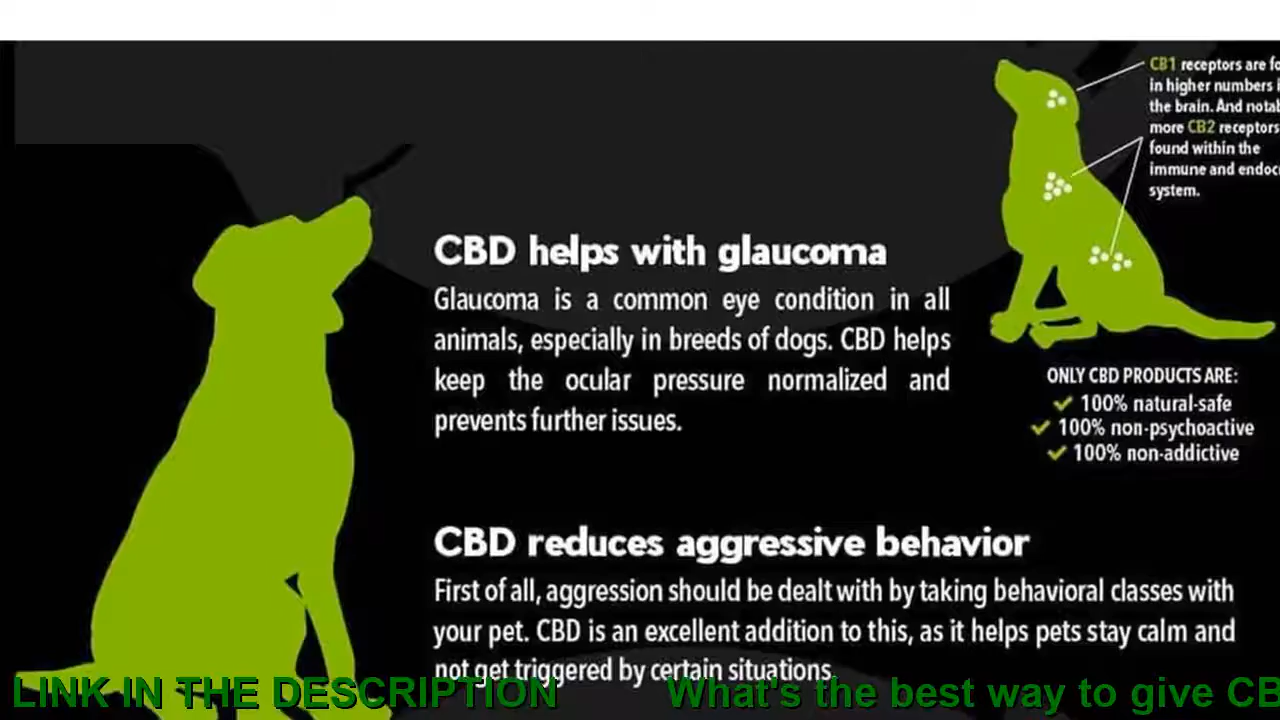 CB1 receptors are
in higher numbers
the brain. And
more CB2 receptors
found within the
immune and
system.
CBD helps with glaucoma
Glaucoma is a common eye condition in all
animals, especially in breeds of dogs. CBD helps
keep the ocular pressure normalized and
prevents further issues.
ONLY CBD PRODUCTS ARE:
100% natural-safe
100% non-psychoactive
100% non-addictive
CBD reduces aggressive behavior
First of all, aggression should be dealt with by taking behavioral classes with
your pet. CBD is an excellent addition to this, as it helps pets stay calm and
not get triggered by certain situations.
LINK IN THE DESCRIPTION What's the best way to give